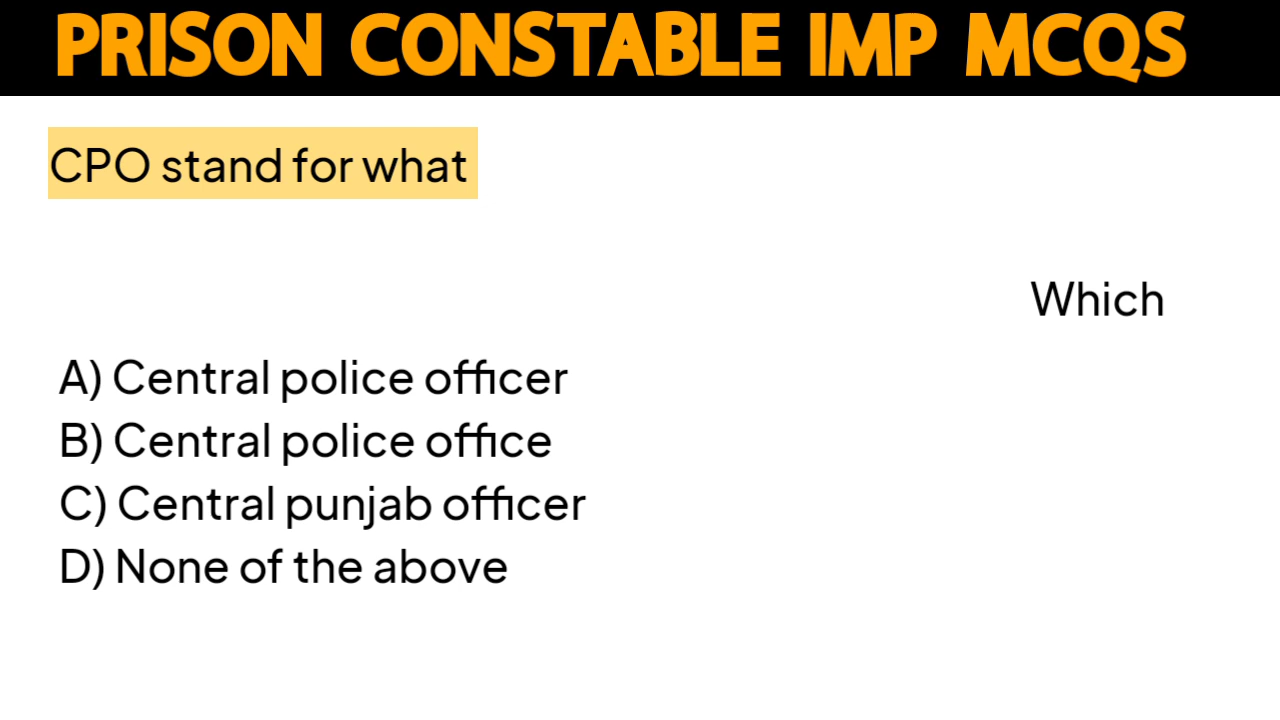 PRISON CONSTABLE IMP MCQS
CPO stand for what
Which
A) Central police officer
B) Central police office
C) Central punjab officer
D) None of the above